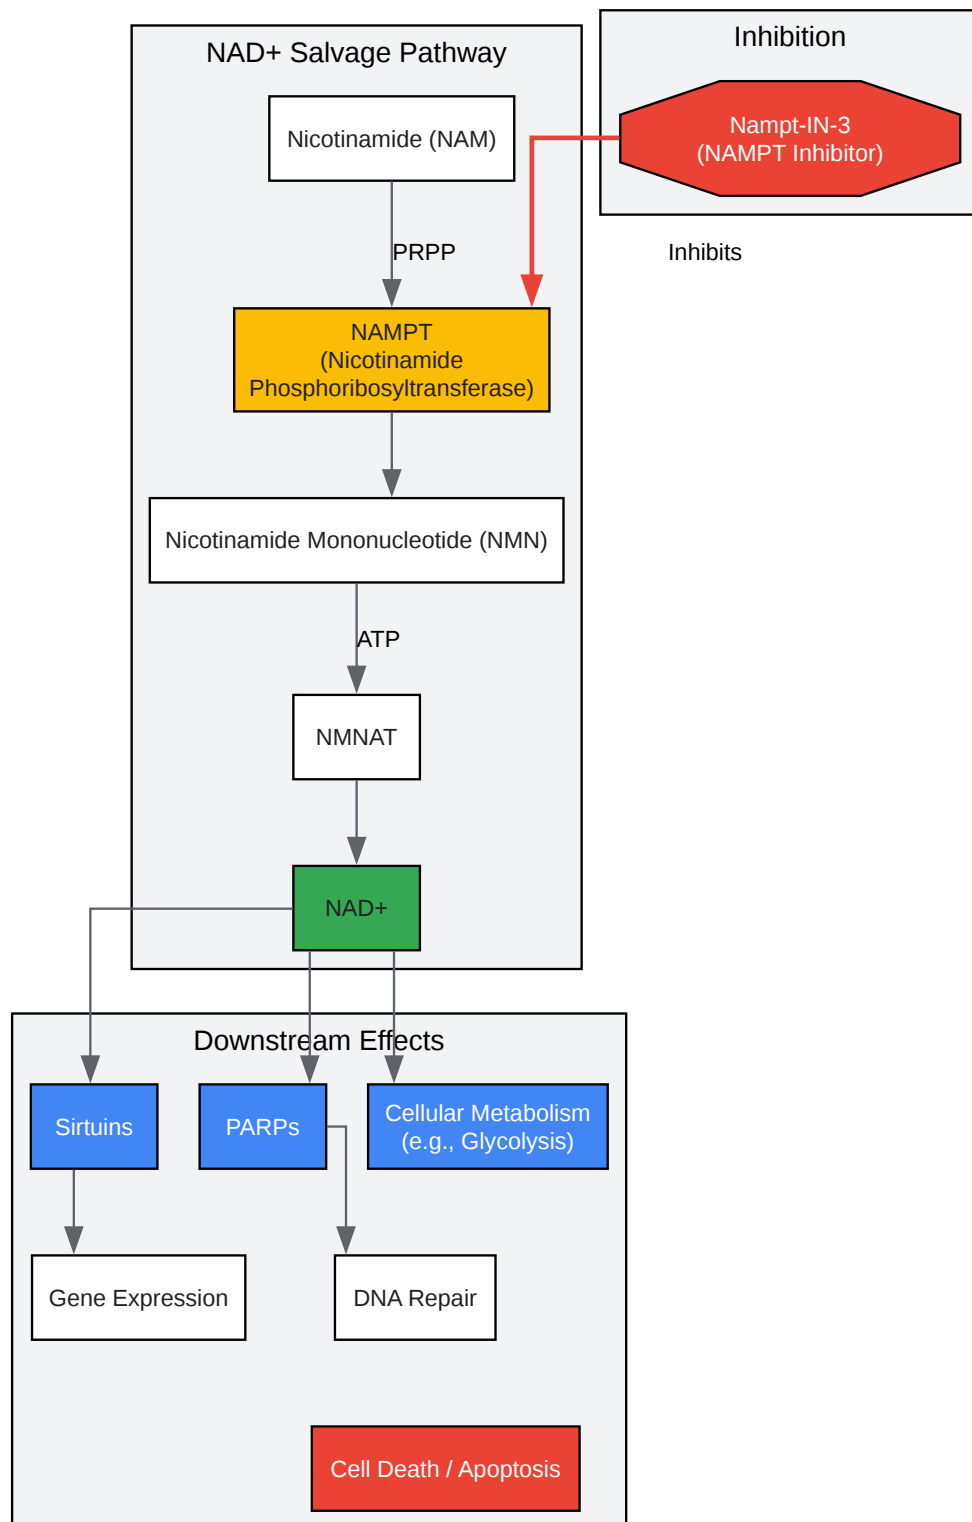 NAD+ Salvage Pathway
Inhibition
Nicotinamide (NAM)
Nampt-IN-3
(NAMPT Inhibitor)
PRPP
Inhibits
NAMPT
(Nicotinamide
Phosphoribosyltransferase)
Nicotinamide Mononucleotide (NMN)
ATP
NMNAT
NAD+
Downstream Effects
Sirtuins
PARPs
Cellular Metabolism
(e.g., Glycolysis)
Gene Expression
DNA Repair
Cell Death / Apoptosis